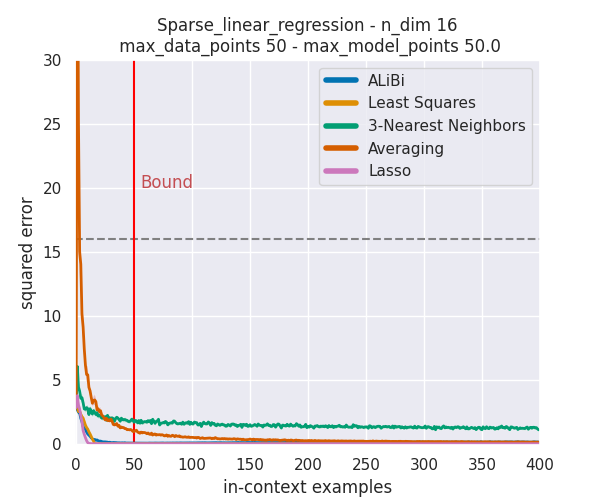 Sparse_linear_regression - n_dim 16
max_data_points 50 - max_model_points 50.0
30
25
20
15
10
5
0
squared error
Bound
ALiBi
Least Squares
3-Nearest Neighbors
Averaging
Lasso
0 50 100 150 200 250 300 350 400
in-context examples